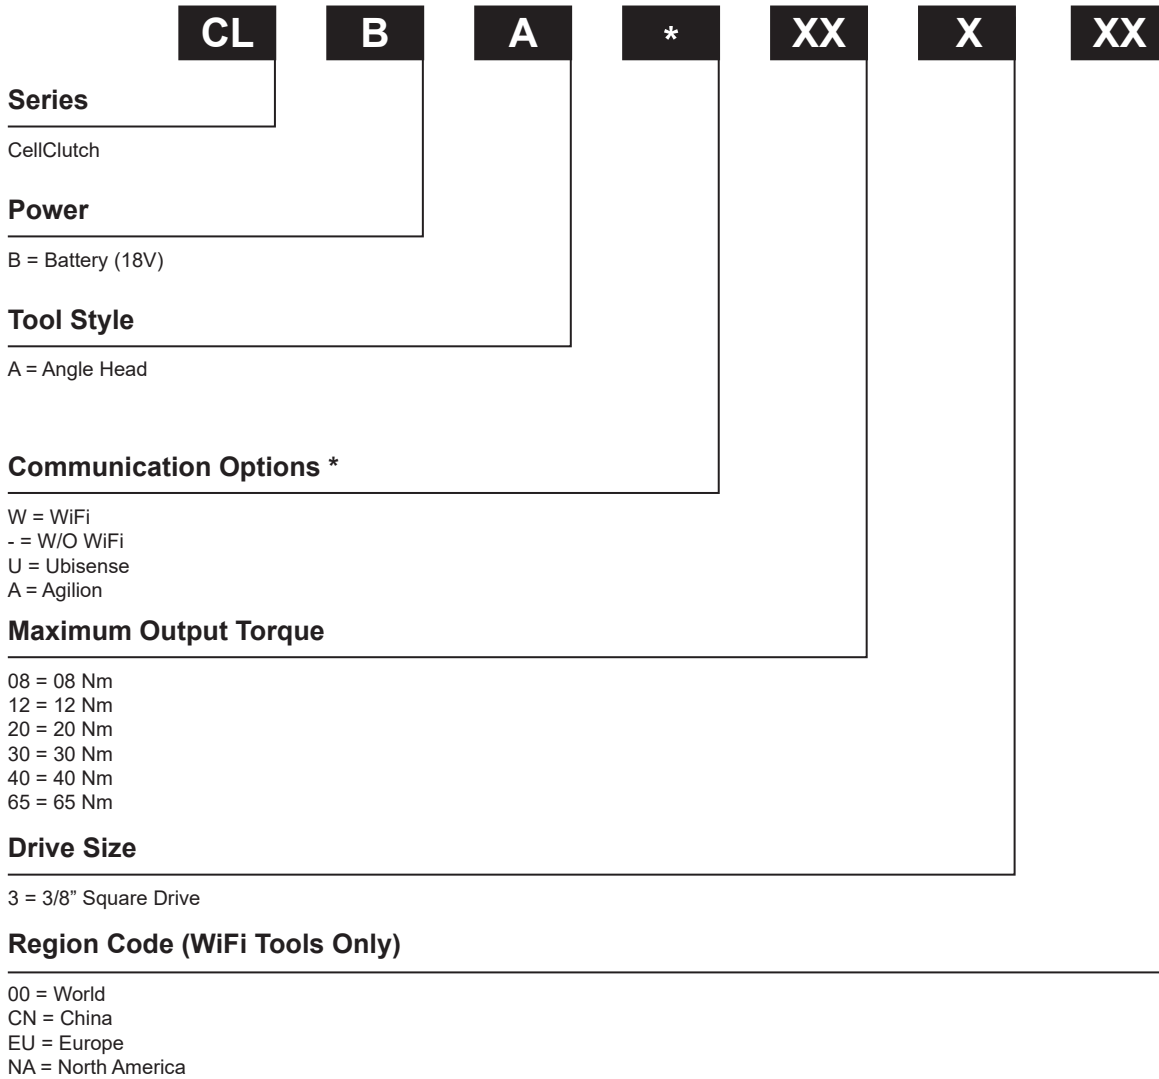 CL B A * XX X XX
Series
CellClutch
Power
B = Battery (18V)
Tool Style
A = Angle Head
Communication Options *
W = WiFi
- = W/O WiFi
U = Ubisense
A = Agilion
Maximum Output Torque
08 = 08 Nm
12 = 12 Nm
20 = 20 Nm
30 = 30 Nm
40 = 40 Nm
65 = 65 Nm
Drive Size
3 = 3/8” Square Drive
Region Code (WiFi Tools Only)
00 = World
CN = China
EU = Europe
NA = North America